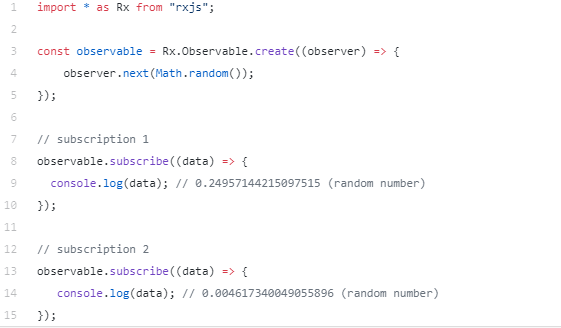 1 import * as Rx from "rxjs";
2
3 const observable = Rx.Observable.create((observer) => {
4     observer.next(Math.random());
5 });
6
7 // subscription 1
8 observable.subscribe((data) => {
9   console.log(data); // 0.24957144215097515 (random number)
10 });
11
12 // subscription 2
13 observable.subscribe((data) => {
14    console.log(data); // 0.004617340049055896 (random number)
15 });